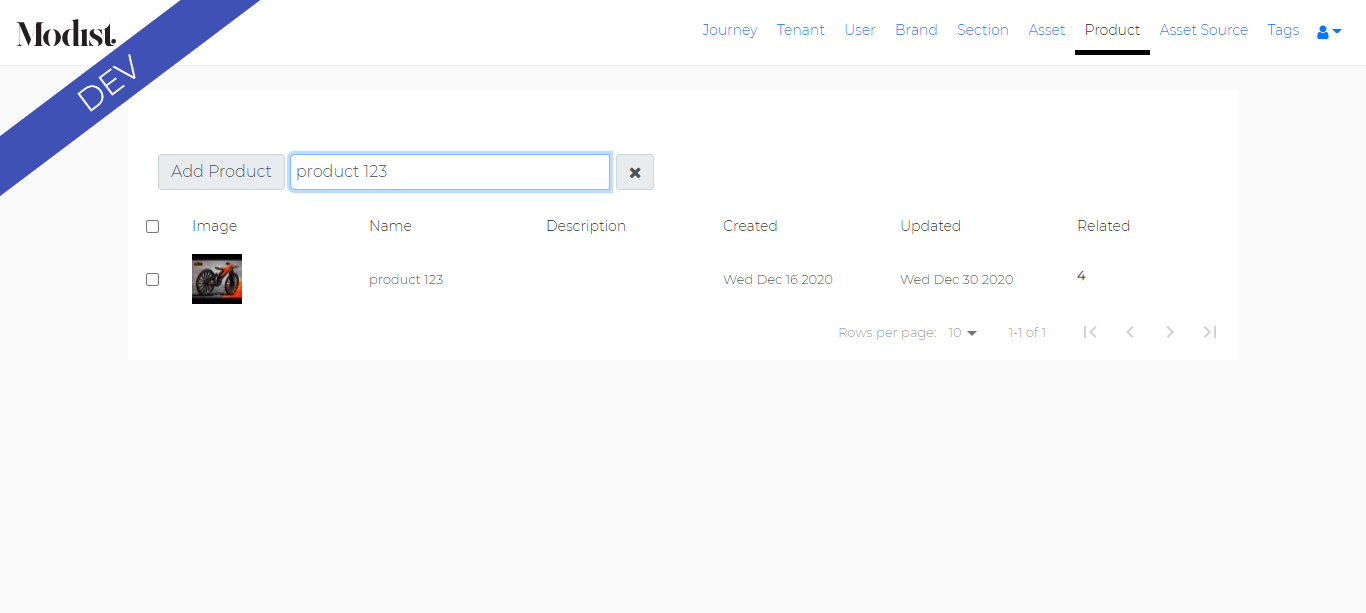 Modist.
DEV
Journey Tenant User Brand Section Asset Product Asset Source Tags
Add Product product 123
Image Name Description Created Updated Related
product 123 Wed Dec 16 2020 Wed Dec 30 2020 4
Rows per page: 10 1-1 of 1